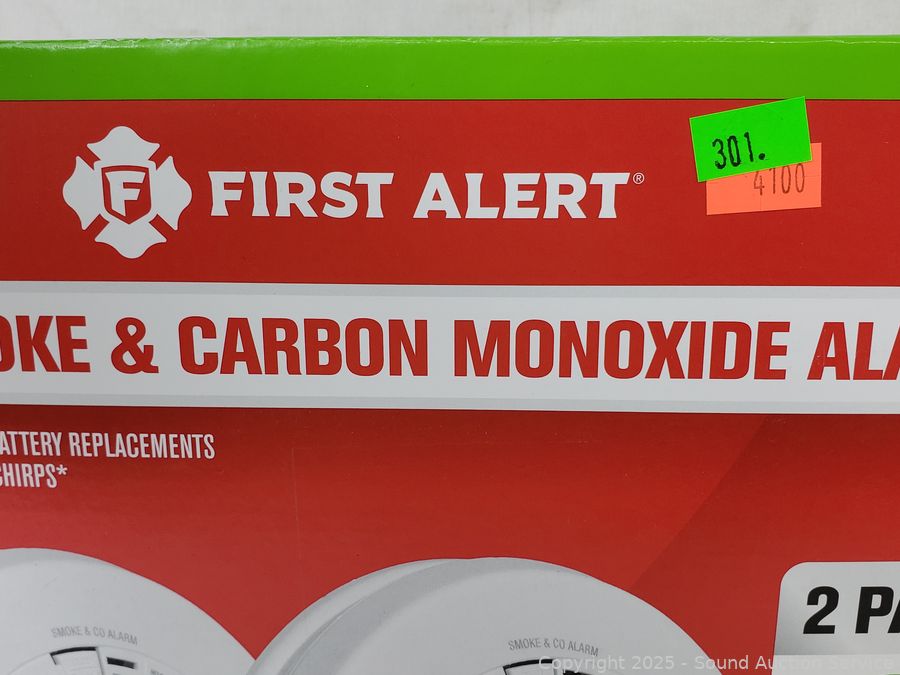 F FIRST ALERT®
301.
4100
OKE & CARBON MONOXIDE ALA
ATTERY REPLACEMENTS
CHIRPS*
SMOKE & CO ALARM
SMOKE & CO ALARM
2 PA
Copyright 2025 - Sound Auction Service